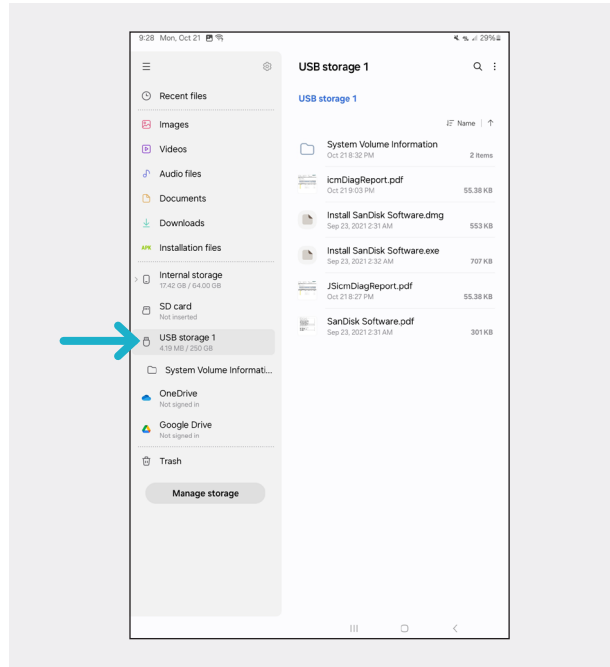 9:28 Mon, Oct 21
29%
USB storage 1
Recent files
Images
Videos
Audio files
Documents
Downloads
APK Installation files
Internal storage
17.42 GB / 64.00 GB
SD card
Not inserted
USB storage 1
4.19 MB / 250 GB
System Volume Informati...
OneDrive
Not signed in
Google Drive
Not signed in
Trash
Manage storage
USB storage 1
Name
System Volume Information
Oct 21 8:32 PM
2 items
icmDiagReport.pdf
Oct 21 9:03 PM
55.38 KB
Install SanDisk Software.dmg
Sep 23, 2021 2:31 AM
553 KB
Install SanDisk Software.exe
Sep 23, 2021 2:32 AM
707 KB
JSicmDiagReport.pdf
Oct 21 8:27 PM
55.38 KB
SanDisk Software.pdf
Sep 23, 2021 2:31 AM
301 KB